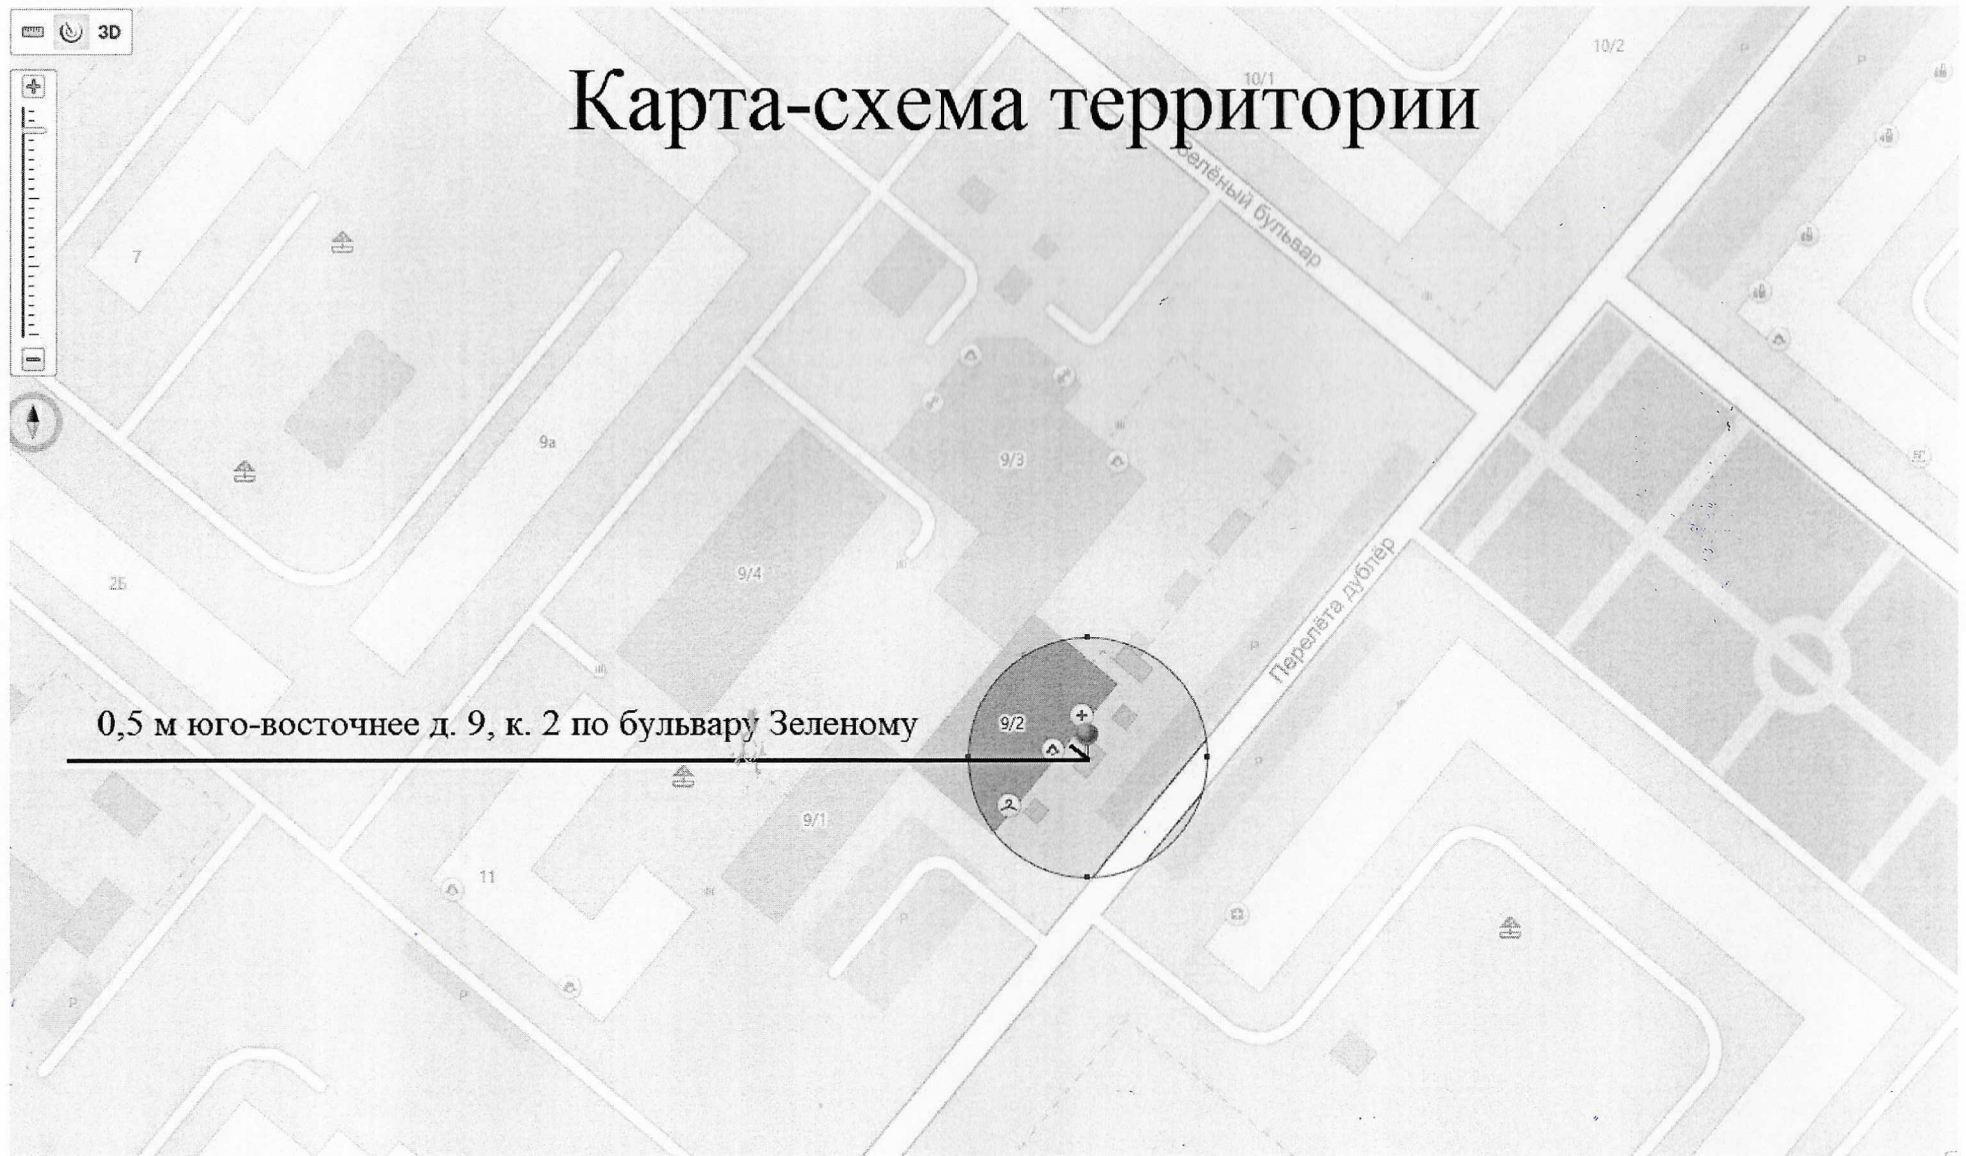 3D
Карта-схема территории
10/2
10/1
Зелёный бульвар
7
9а
9/3
9/4
2Б
Перелёта дублёр
P
P
P
P
0,5 м юго-восточнее д. 9, к. 2 по бульвару Зеленому
9/2
9/1
11
P
P
P